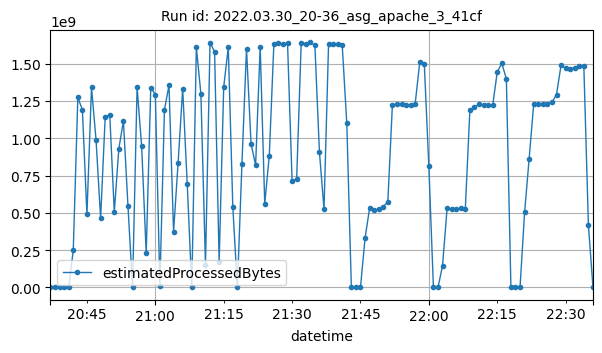 Run id: 2022.03.30_20-36_asg_apache_3_41cf
1e9
1.50
1.25
1.00
0.75
0.50
0.25
0.00
estimatedProcessedBytes
20:45 21:00 21:15 21:30 21:45 22:00 22:15 22:30
datetime